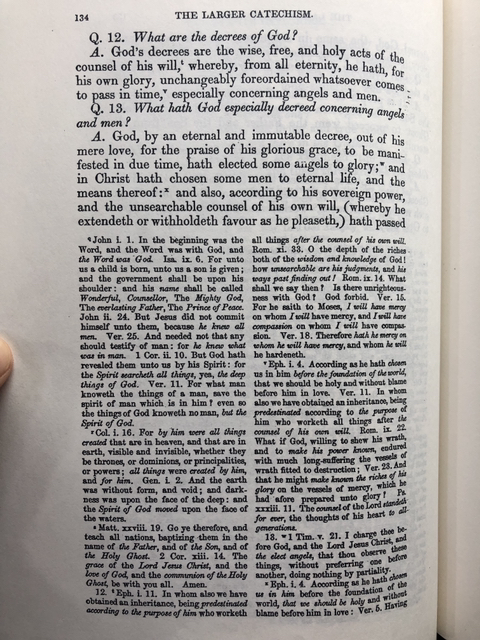 134
THE LARGER CATECHISM.
Q. 12. What are the decrees of God?
A. God's decrees are the wise, free, and holy acts of the
counsel of his will,ᵗ whereby, from all eternity, he hath, for
his own glory, unchangeably foreordained whatsoever comes
to pass in time,ᵛ especially concerning angels and men.
Q. 13. What hath God especially decreed concerning angels
and men?
A. God, by an eternal and immutable decree, out of his
mere love, for the praise of his glorious grace, to be mani-
fested in due time, hath elected some angels to glory;ʷ and
in Christ hath chosen some men to eternal life, and the
means thereof:ˣ and also, according to his sovereign power,
and the unsearchable counsel of his own will, (whereby he
extendeth or withholdeth favour as he pleaseth,) hath passed
John i. 1. In the beginning was the
Word, and the Word was with God, and
the Word was God. Isa. ix. 6. For unto
us a child is born, unto us a son is given;
and the government shall be upon his
shoulder: and his name shall be called
Wonderful, Counsellor, The Mighty God,
The everlasting Father, The Prince of Peace.
John ii. 24. But Jesus did not commit
himself unto them, because he knew all
men. Ver. 25. And needed not that any
should testify of man: for he knew what
was in man. 1 Cor ii. 10. But God hath
revealed them unto us by his Spirit: for
the Spirit searcheth all things, yea, the deep
things of God. Ver. 11. For what man
knoweth the things of a man, save the
spirit of man which is in him? even so
the things of God knoweth no man, but the
Spirit of God.
ʳ Col. i. 16. For by him were all things
created that are in heaven, and that are in
earth, visible and invisible, whether they
be thrones, or dominions, or principalities,
or powers; all things were created by him,
and for him. Gen. i. 2. And the earth
was without form, and void; and dark-
ness was upon the face of the deep; and
the Spirit of God moved upon the face of
the waters.
ˢ Matt. xxviii. 19. Go ye therefore, and
teach all nations, baptizing them in the
name of the Father, and of the Son, and of
the Holy Ghost. 2 Cor. xiii. 14. The
grace of the Lord Jesus Christ, and the
love of God, and the communion of the Holy
Ghost, be with you all. Amen.
12. ᵗ Eph. i. 11. In whom also we have
obtained an inheritance, being predestinated
according to the purpose of him who worketh
all things after the counsel of his own will.
Rom. xi. 33. O the depth of the riches
both of the wisdom and knowledge of God!
how unsearchable are his judgments, and his
ways past finding out! Rom. ix. 14. What
shall we say then? Is there unrighteous-
ness with God? God forbid. Ver. 15.
For he saith to Moses, I will have mercy
on whom I will have mercy, and I will have
compassion on whom I will have compas-
sion. Ver. 18. Therefore hath he mercy on
whom he will have mercy, and whom he will
he hardeneth.
ᵛ Eph. i. 4. According as he hath chosen
us in him before the foundation of the world,
that we should be holy and without blame
before him in love. Ver. 11. In whom
also we have obtained an inheritance, being
predestinated according to the purpose of
him who worketh all things after the
counsel of his own will. Rom. ix. 22.
What if God, willing to shew his wrath,
and to make his power known, endured
with much long-suffering the vessels of
wrath fitted to destruction; Ver. 23. And
that he might make known the riches of his
glory on the vessels of mercy, which he
had afore prepared unto glory? Ps.
xxxiii. 11. The counsel of the Lord standeth
for ever, the thoughts of his heart to all
generations.
13. ʷ 1 Tim. v. 21. I charge thee be-
fore God, and the Lord Jesus Christ, and
the elect angels, that thou observe these
things, without preferring one before
another, doing nothing by partiality.
ˣ Eph. i. 4. According as he hath chosen
us in him before the foundation of the
world, that we should be holy and without
blame before him in love: Ver. 5. Having